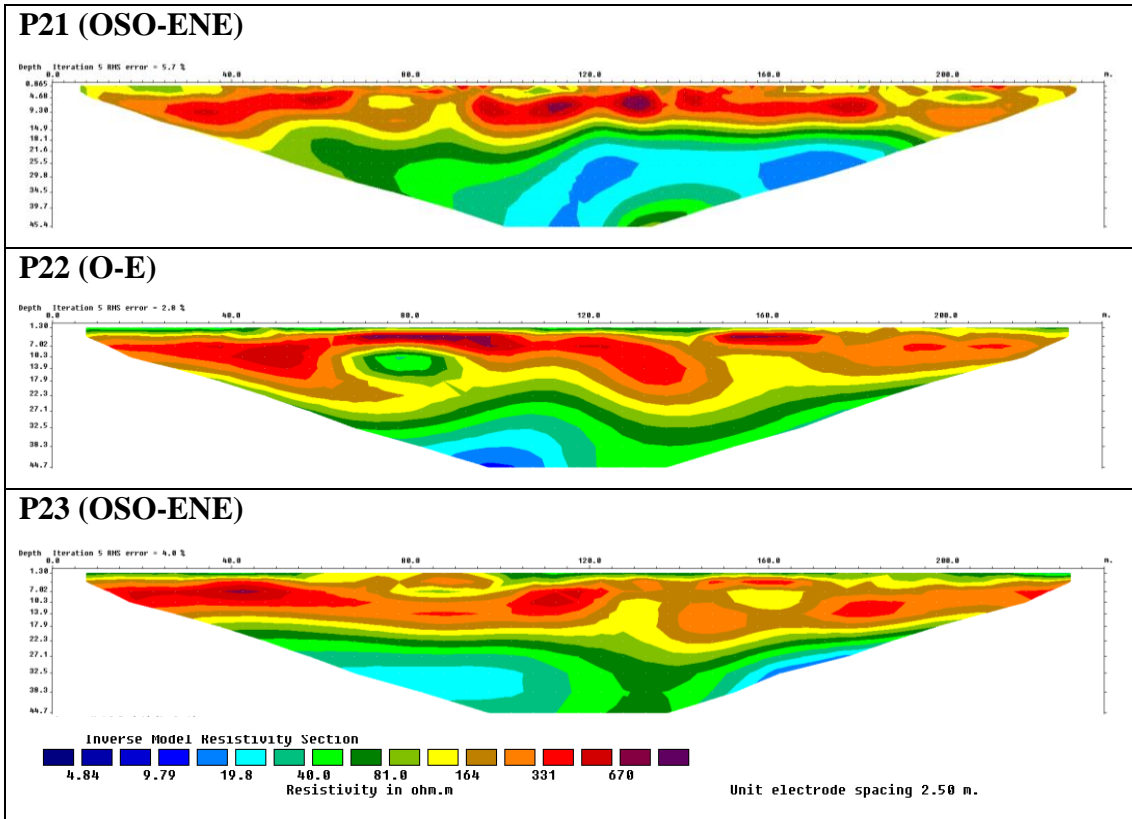 P21 (OSO-ENE)
Depth Iteration 5 RMS error = 5.7 %
0.0 40.0 80.0 120.0 160.0 200.0 m.
0.865
4.68
9.30
14.9
18.1
21.6
25.5
29.8
34.5
39.7
45.4
P22 (O-E)
Depth Iteration 5 RMS error = 2.8 %
0.0 40.0 80.0 120.0 160.0 200.0 m.
1.30
7.02
10.3
13.9
17.9
22.3
27.1
32.5
38.3
44.7
P23 (OSO-ENE)
Depth Iteration 5 RMS error = 4.0 %
0.0 40.0 80.0 120.0 160.0 200.0 m.
1.30
7.02
10.3
13.9
17.9
22.3
27.1
32.5
38.3
44.7
Inverse Model Resistivity Section
4.84 9.79 19.8 40.0 81.0 164 331 670
Resistivity in ohm.m Unit electrode spacing 2.50 m.